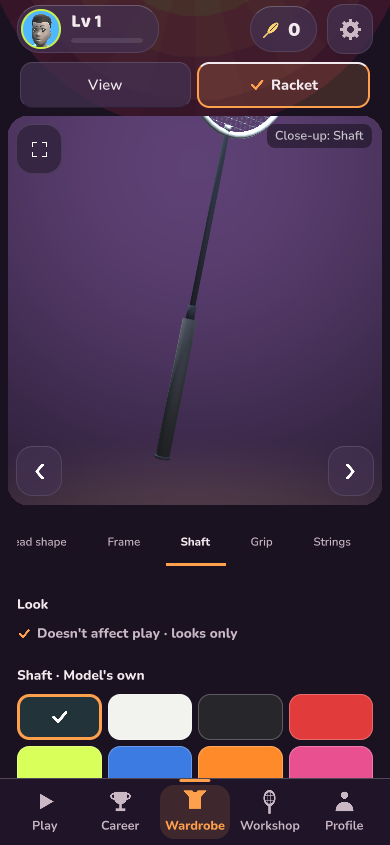 Lv 1
0
View
Racket
Close-up: Shaft
ead shape
Frame
Shaft
Grip
Strings
Look
Doesn't affect play · looks only
Shaft · Model's own
Play
Career
Wardrobe
Workshop
Profile